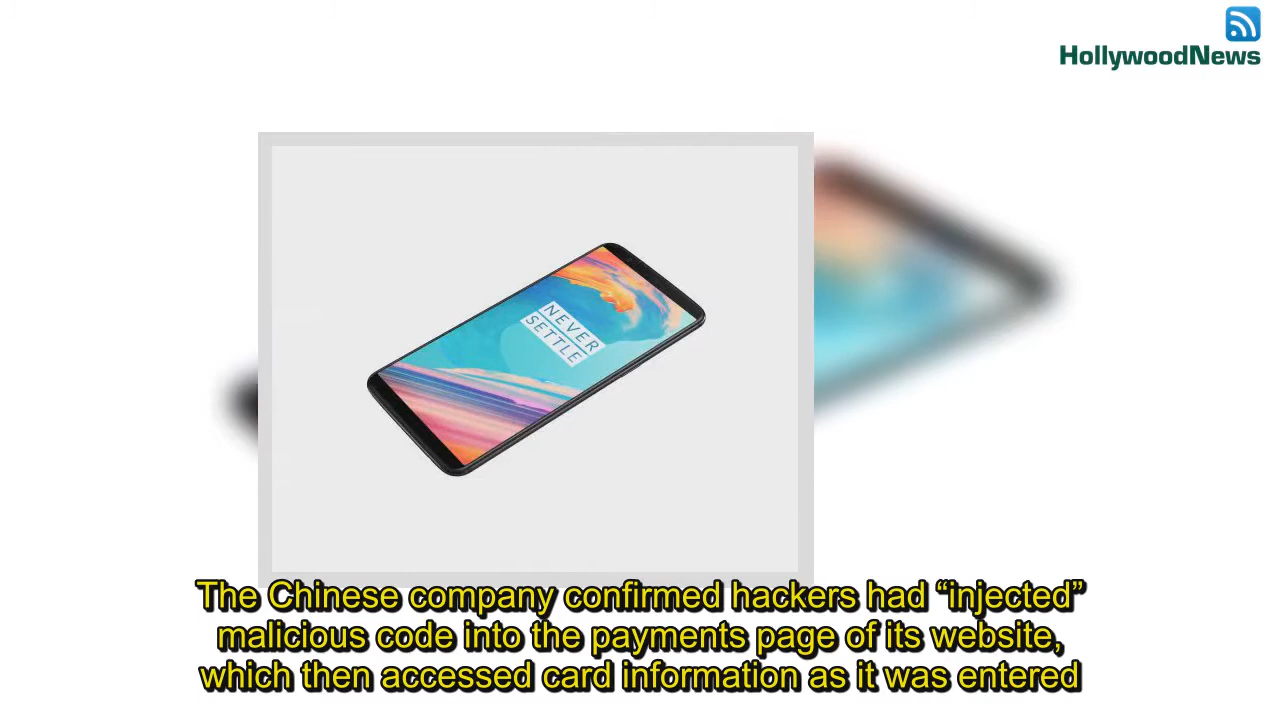 HollywoodNews
NEVER
SETTLE
The Chinese company confirmed hackers had “injected”
malicious code into the payments page of its website,
which then accessed card information as it was entered